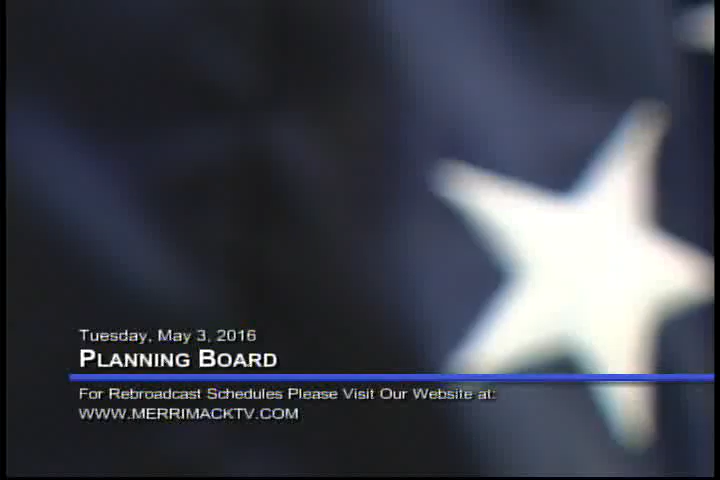 Tuesday, May 3, 2016
PLANNING BOARD
For Rebroadcast Schedules Please Visit Our Website at:
WWW.MERRIMACKTV.COM